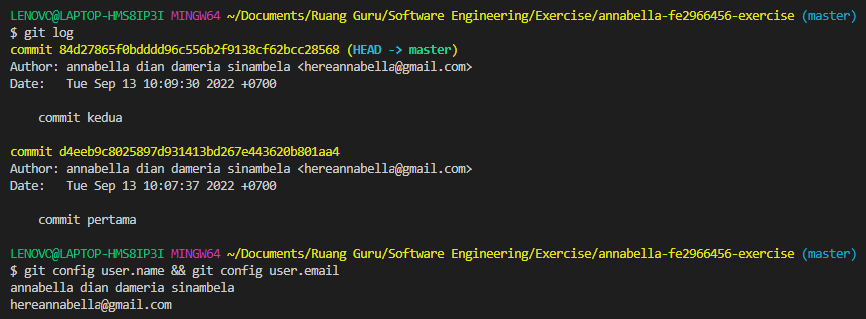 LENOVO@LAPTOP-HMS8IP3I MINGW64 ~/Documents/Ruang Guru/Software Engineering/Exercise/annabella-fe2966456-exercise (master)
$ git log
commit 84d27865f0bdddd96c556b2f9138cf62bcc28568 (HEAD -> master)
Author: annabella dian dameria sinambela <hereannabella@gmail.com>
Date:   Tue Sep 13 10:09:30 2022 +0700
    commit kedua
commit d4eeb9c8025897d931413bd267e443620b801aa4
Author: annabella dian dameria sinambela <hereannabella@gmail.com>
Date:   Tue Sep 13 10:07:37 2022 +0700
    commit pertama
LENOVO@LAPTOP-HMS8IP3I MINGW64 ~/Documents/Ruang Guru/Software Engineering/Exercise/annabella-fe2966456-exercise (master)
$ git config user.name && git config user.email
annabella dian dameria sinambela
hereannabella@gmail.com